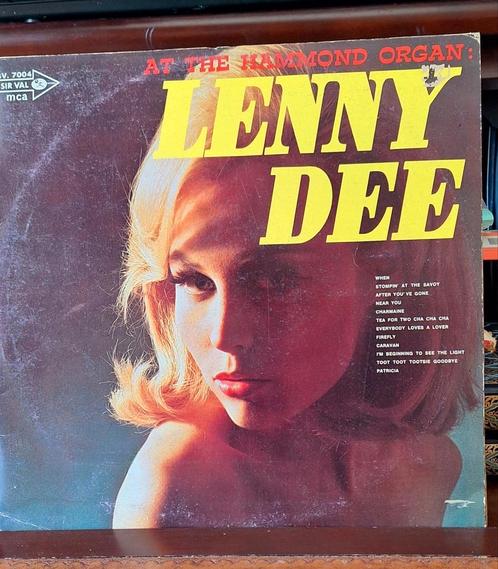 SV. 7004
SIR VAL
mca
AT THE HAMMOND ORGAN:
LENNY
DEE
WHEN
STOMPIN' AT THE SAVOY
AFTER YOU'VE GONE
NEAR YOU
CHARMAINE
TEA FOR TWO CHA CHA CHA
EVERYBODY LOVES A LOVER
FIREFLY
CARAVAN
I'M BEGINNING TO SEE THE LIGHT
TOOT TOOT TOOTSIE GOODBYE
PATRICIA